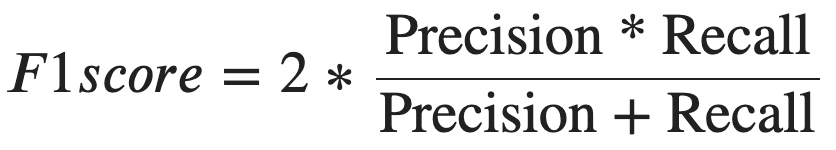 F1score = 2 * Precision * Recall
Precision + Recall